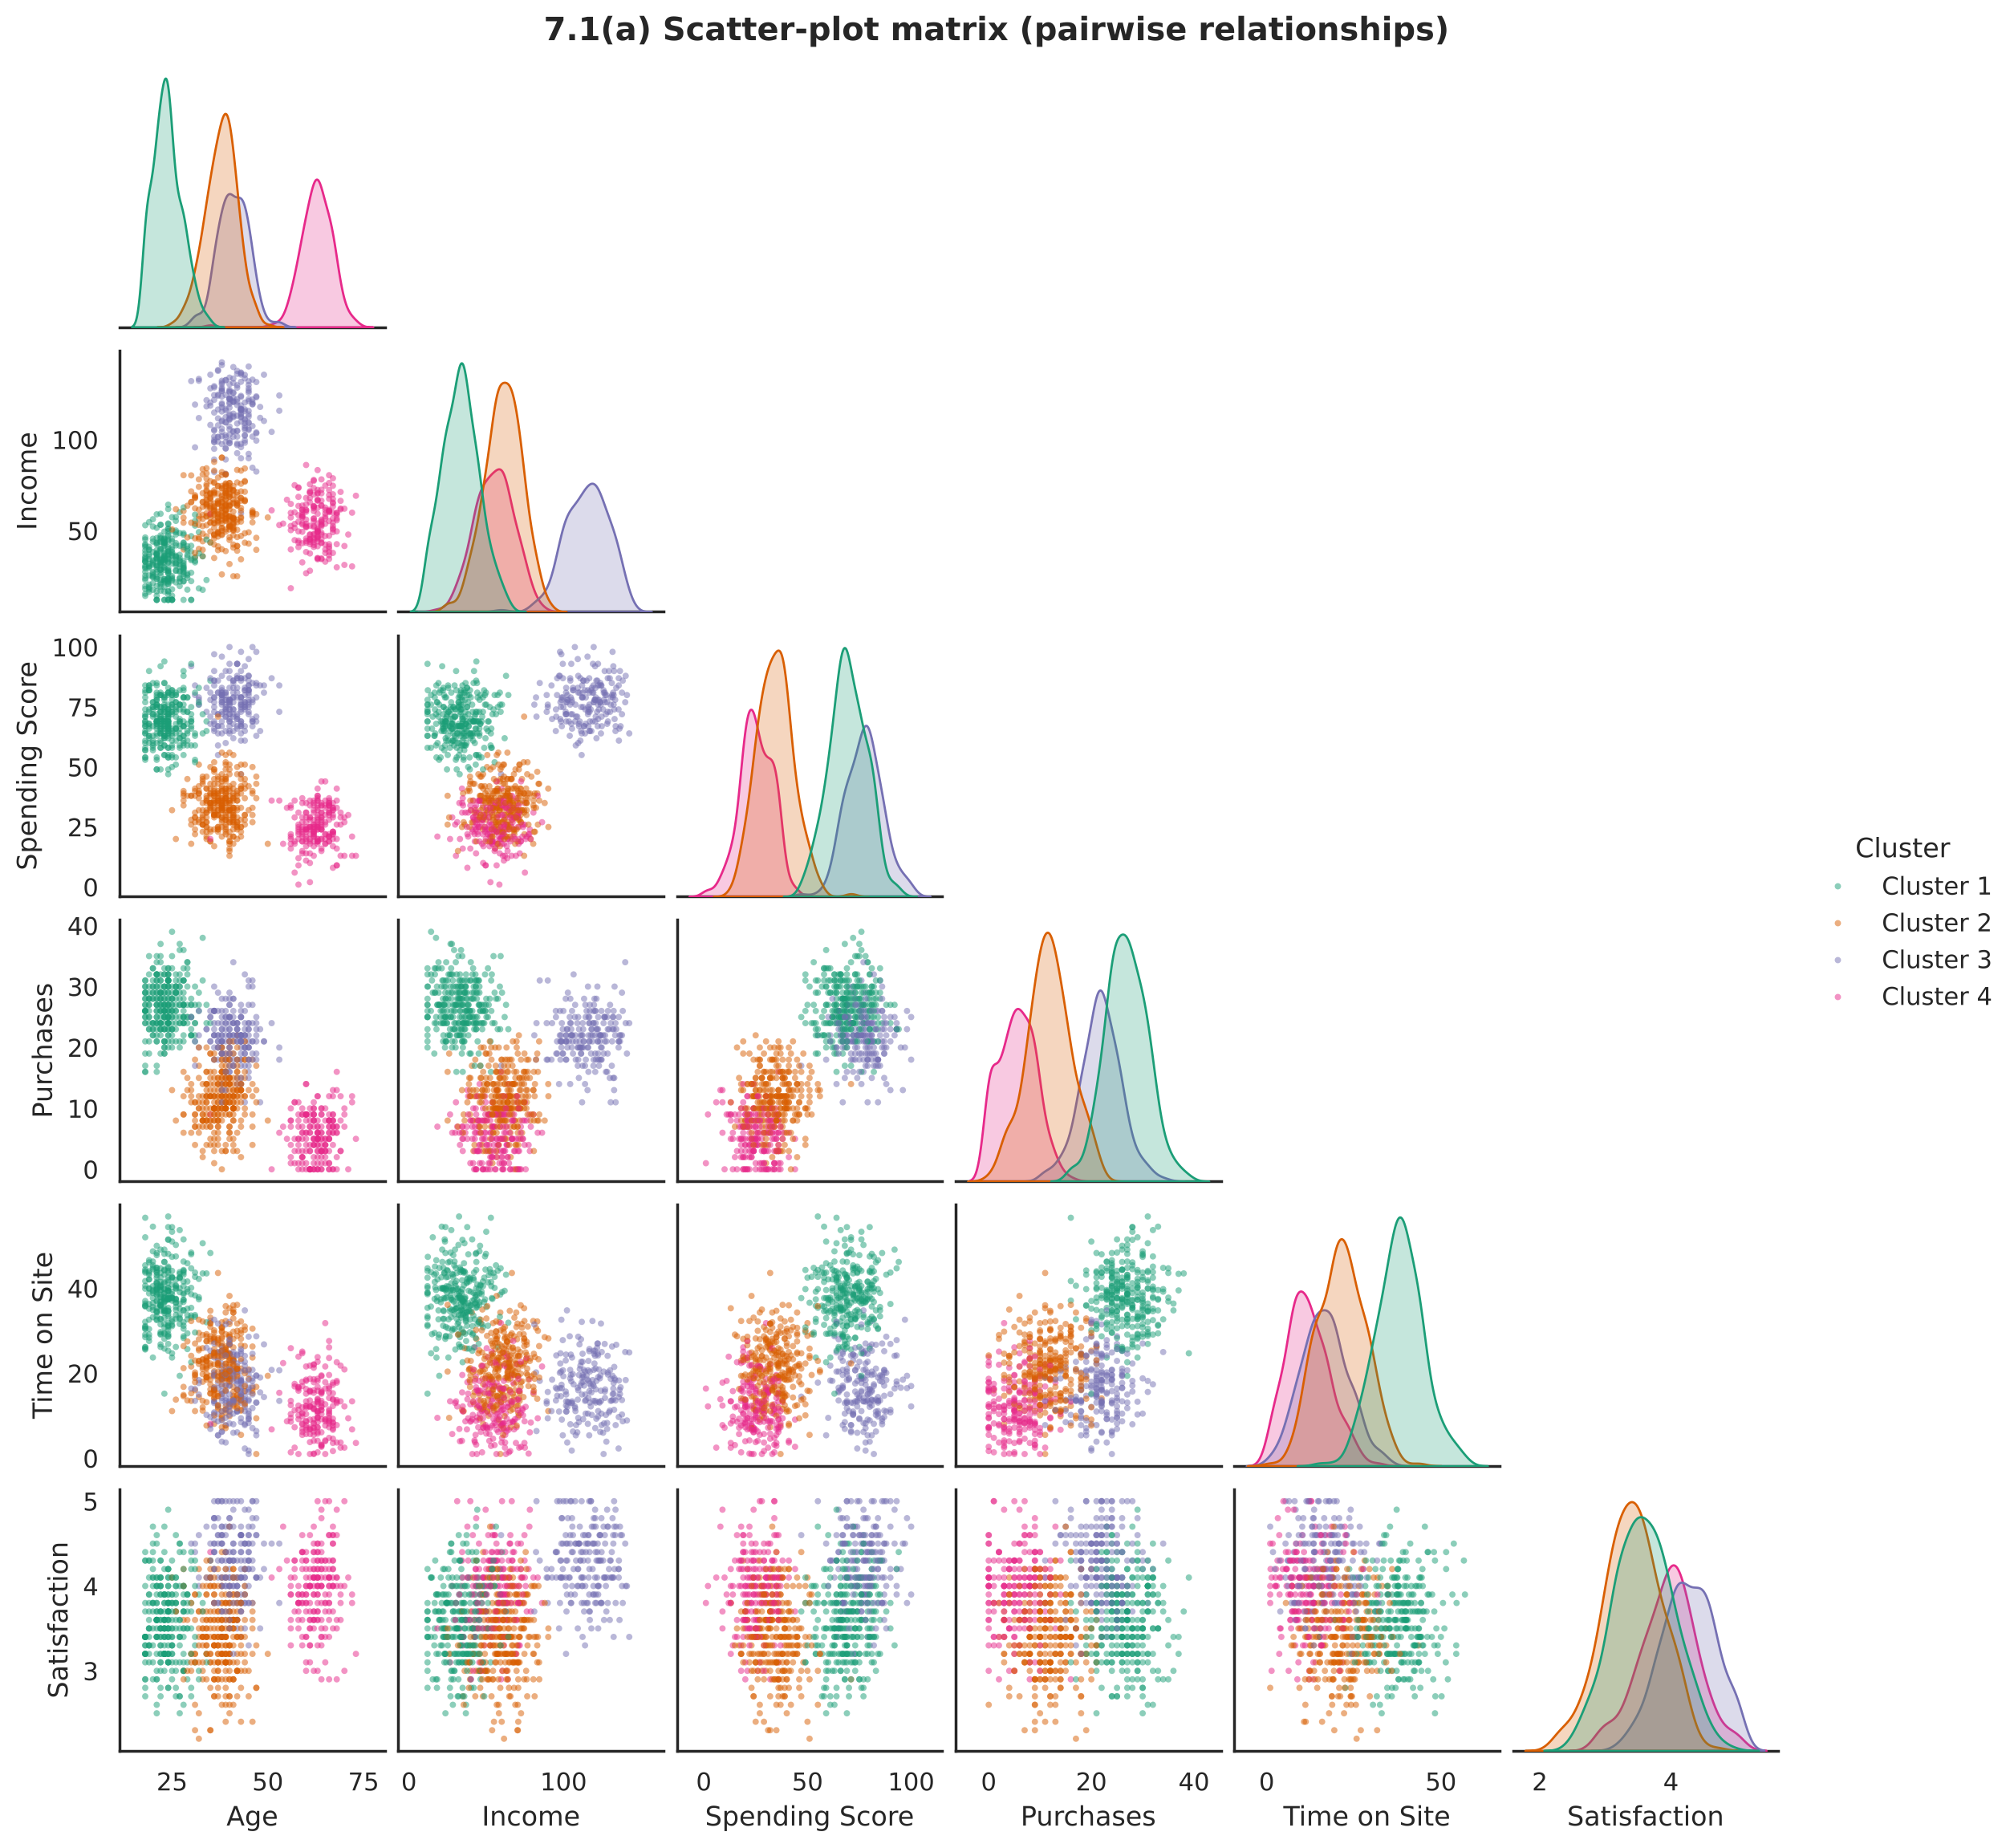 7.1(a) Scatter-plot matrix (pairwise relationships)
Income
100
50
Spending Score
100
75
50
25
0
Cluster
Cluster 1
Cluster 2
Cluster 3
Cluster 4
Purchases
40
30
20
10
0
Time on Site
40
20
0
Satisfaction
5
4
3
25 50 75 0 100 0 50 100 0 20 40 0 50 2 4
Age Income Spending Score Purchases Time on Site Satisfaction